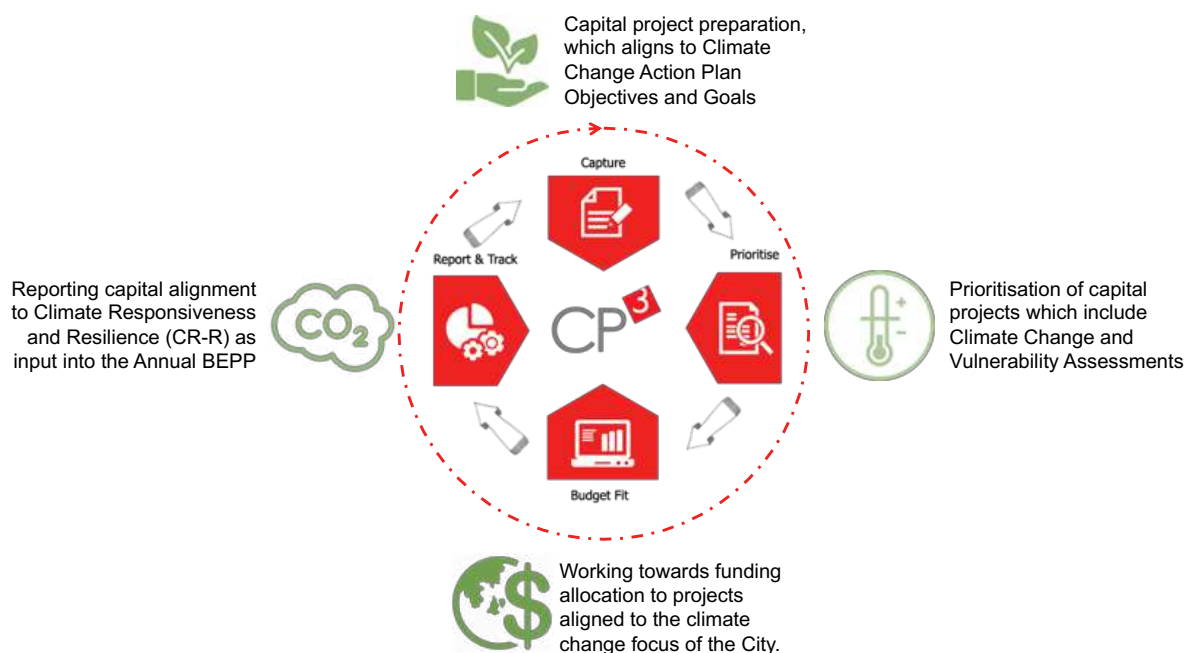 Capital project preparation,
which aligns to Climate
Change Action Plan
Objectives and Goals
Capture
Report & Track
Prioritise
CP3
Budget Fit
Reporting capital alignment
to Climate Responsiveness
and Resilience (CR-R) as
input into the Annual BEPP
CO2
+
-
Prioritisation of capital
projects which include
Climate Change and
Vulnerability Assessments
$
Working towards funding
allocation to projects
aligned to the climate
change focus of the City.